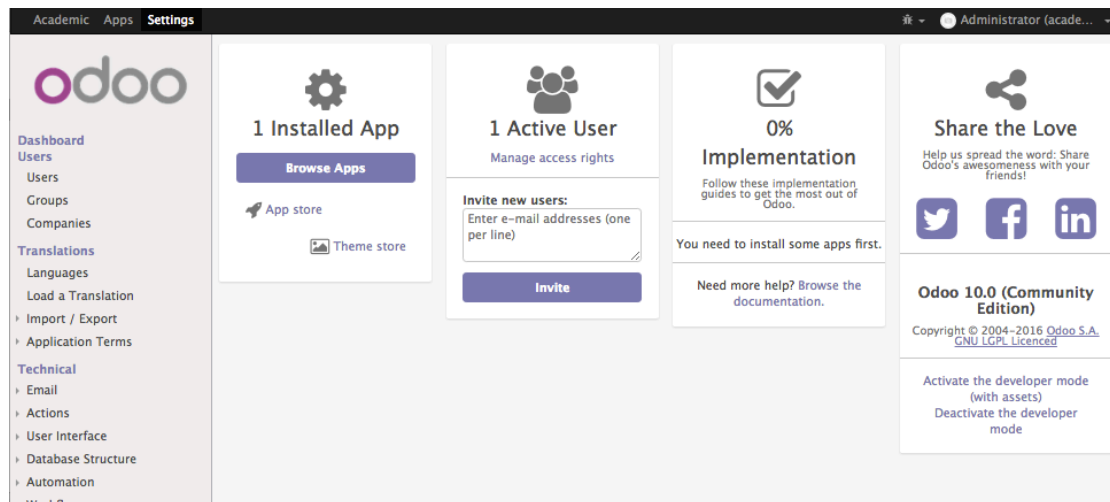 Academic Apps Settings
Administrator (acade...
odoo
Dashboard
Users
Users
Groups
Companies
Translations
Languages
Load a Translation
Import / Export
Application Terms
Technical
Email
Actions
User Interface
Database Structure
Automation
1 Installed App
Browse Apps
App store
Theme store
1 Active User
Manage access rights
Invite new users:
Enter e-mail addresses (one
per line)
Invite
0%
Implementation
Follow these implementation
guides to get the most out of
Odoo.
You need to install some apps first.
Need more help? Browse the
documentation.
Share the Love
Help us spread the word: Share
Odoo's awesomeness with your
friends!
Odoo 10.0 (Community
Edition)
Copyright © 2004-2016 Odoo S.A.
GNU LGPL Licenced
Activate the developer mode
(with assets)
Deactivate the developer
mode